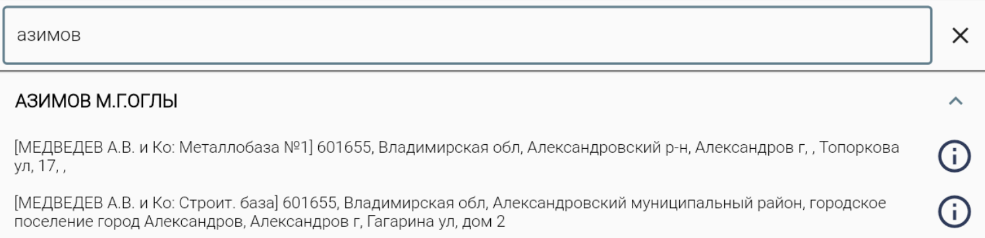 азимов
АЗИМОВ М.Г.ОГЛЫ
[МЕДВЕДЕВ А.В. и Ко: Металлобаза №1] 601655, Владимирская обл, Александровский р-н, Александров г, , Топоркова
ул, 17, ,
[МЕДВЕДЕВ А.В. и Ко: Строит. база] 601655, Владимирская обл, Александровский муниципальный район, городское
поселение город Александров, Александров г, Гагарина ул, дом 2